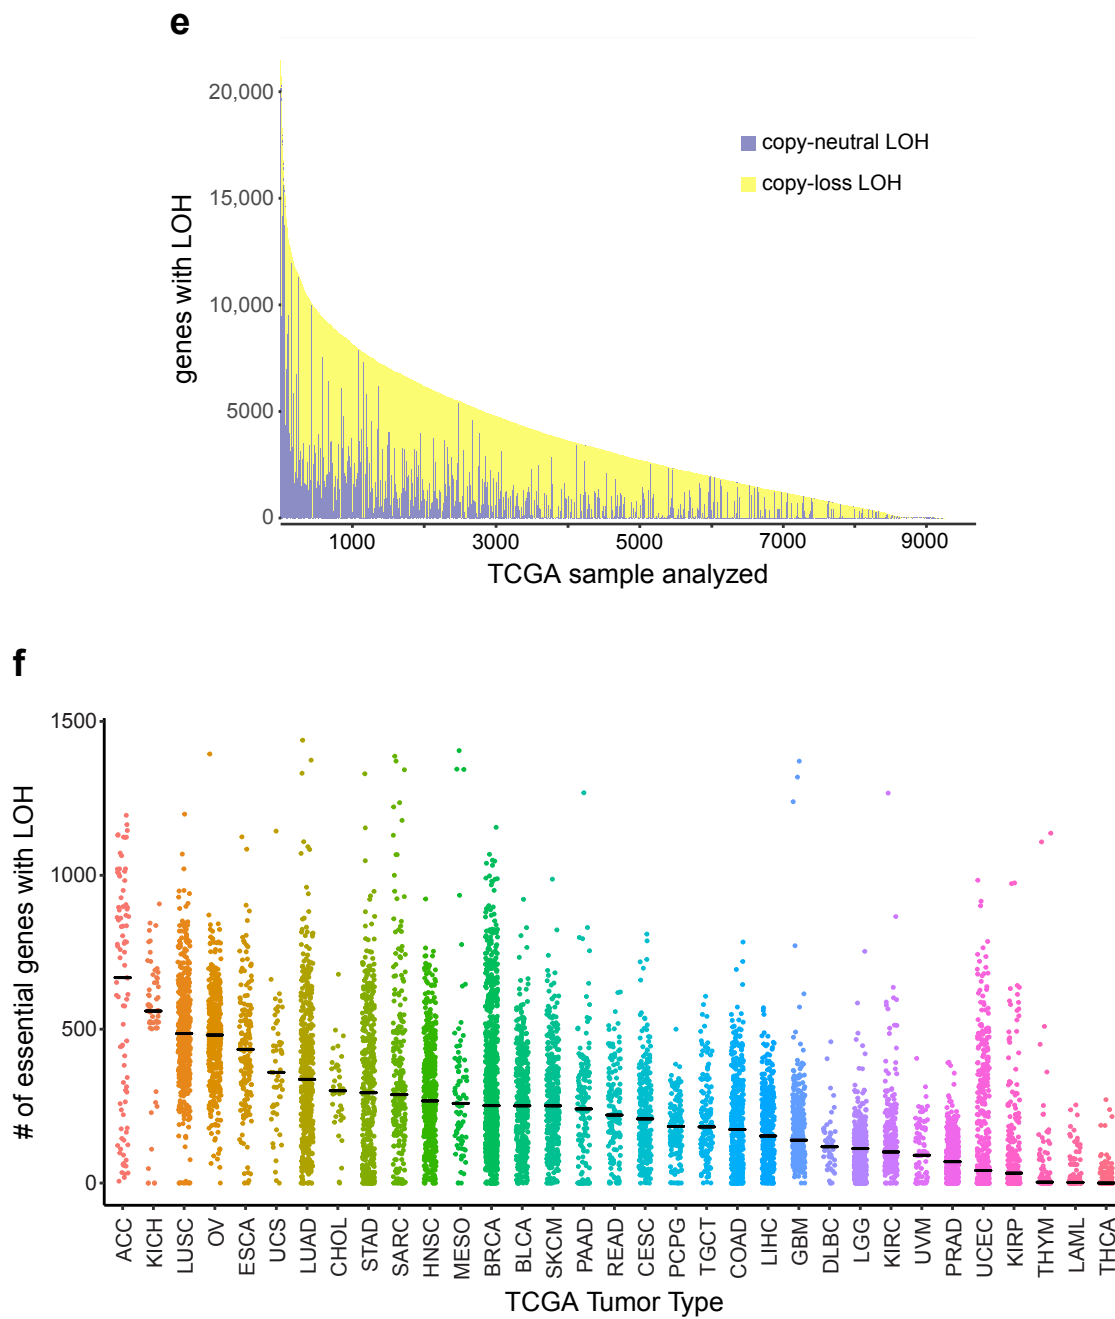 e
20,000
15,000
10,000
5000
0
genes with LOH
copy-neutral LOH
copy-loss LOH
1000 3000 5000 7000 9000
TCGA sample analyzed
f
1500
1000
500
0
# of essential genes with LOH
ACC KICH LUSC OV ESCA UCS LUAD CHOL STAD SARC HNSC MESO BRCA BLCA SKCM PAAD READ CESC PCPG TGCT COAD LIHC GBM DLBC LGG KIRC UVM PRAD UCEC KIRP THYM LAML THCA
TCGA Tumor Type